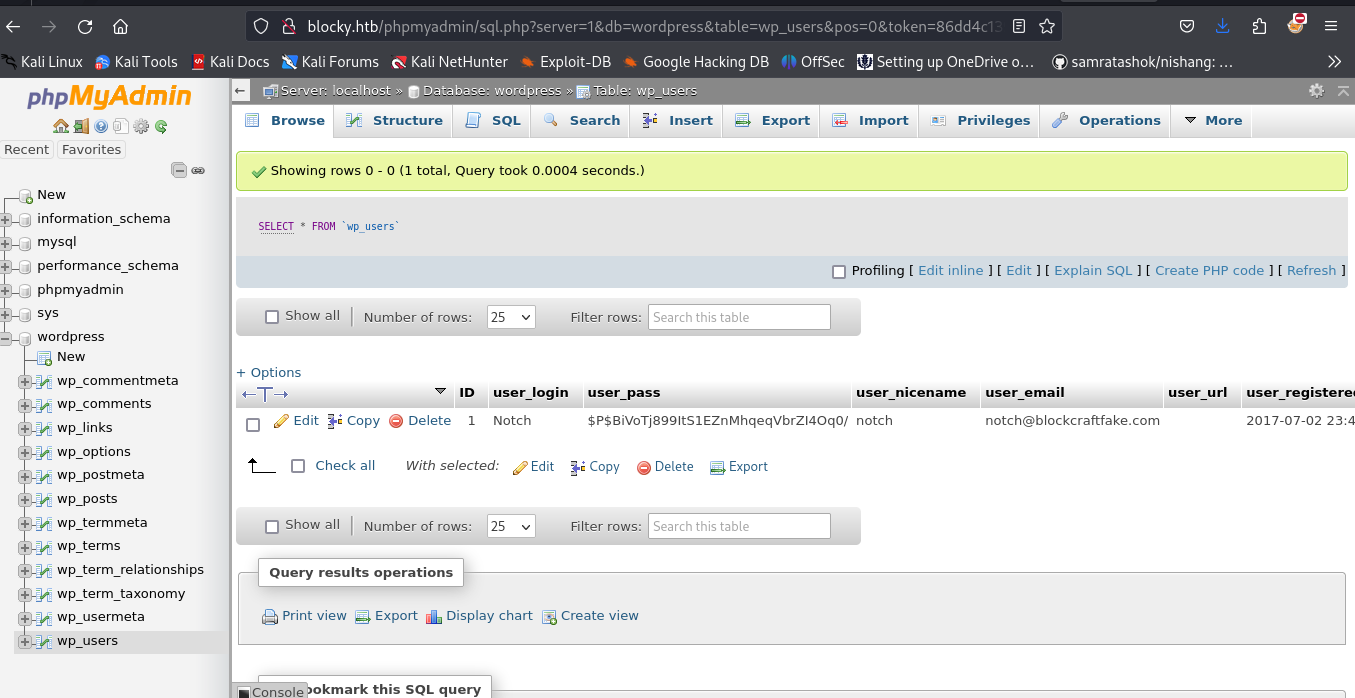 blocky.htb/phpmyadmin/sql.php?server=1&db=wordpress&table=wp_users&pos=0&token=86dd4c13
Kali Linux Kali Tools Kali Docs Kali Forums Kali NetHunter Exploit-DB Google Hacking DB OffSec Setting up OneDrive o… samratashok/nishang: …
phpMyAdmin
Recent Favorites
New
information_schema
mysql
performance_schema
phpmyadmin
sys
wordpress
New
wp_commentmeta
wp_comments
wp_links
wp_options
wp_postmeta
wp_posts
wp_termmeta
wp_terms
wp_term_relationships
wp_term_taxonomy
wp_usermeta
wp_users
Server: localhost » Database: wordpress » Table: wp_users
Browse Structure SQL Search Insert Export Import Privileges Operations More
Showing rows 0 - 0 (1 total, Query took 0.0004 seconds.)
SELECT * FROM `wp_users`
Profiling [ Edit inline ] [ Edit ] [ Explain SQL ] [ Create PHP code ] [ Refresh ]
Show all | Number of rows: 25 Filter rows: Search this table
+ Options
←T→ ID user_login user_pass user_nicename user_email user_url user_registered
Edit Copy Delete 1 Notch $P$BiVoTj899ItS1EZnMhqeqVbrZI4Oq0/ notch notch@blockcraftfake.com 2017-07-02 23:4
Check all With selected: Edit Copy Delete Export
Show all | Number of rows: 25 Filter rows: Search this table
Query results operations
Print view Export Display chart Create view
ookmark this SQL query
Console